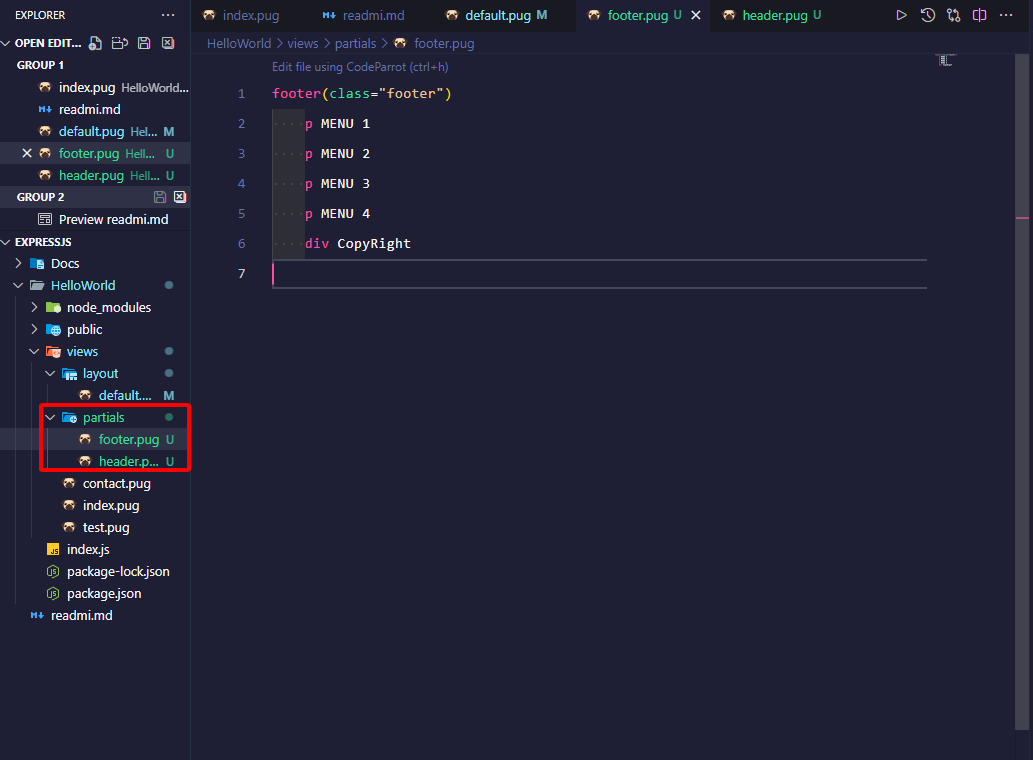 EXPLORER ···
index.pug readmi.md default.pug M footer.pug U header.pug U
OPEN EDIT...
HelloWorld > views > partials > footer.pug
GROUP 1
index.pug HelloWorld...
readmi.md
default.pug Hel... M
footer.pug Hell... U
header.pug Hell... U
GROUP 2
Preview readmi.md
EXPRESSJS
Docs
HelloWorld
node_modules
public
views
layout
default.... M
partials
footer.pug U
header.p... U
contact.pug
index.pug
test.pug
index.js
package-lock.json
package.json
readmi.md
Edit file using CodeParrot (ctrl+h)
1 footer(class="footer")
2 ····p MENU 1
3 ····p MENU 2
4 ····p MENU 3
5 ····p MENU 4
6 ····div CopyRight
7